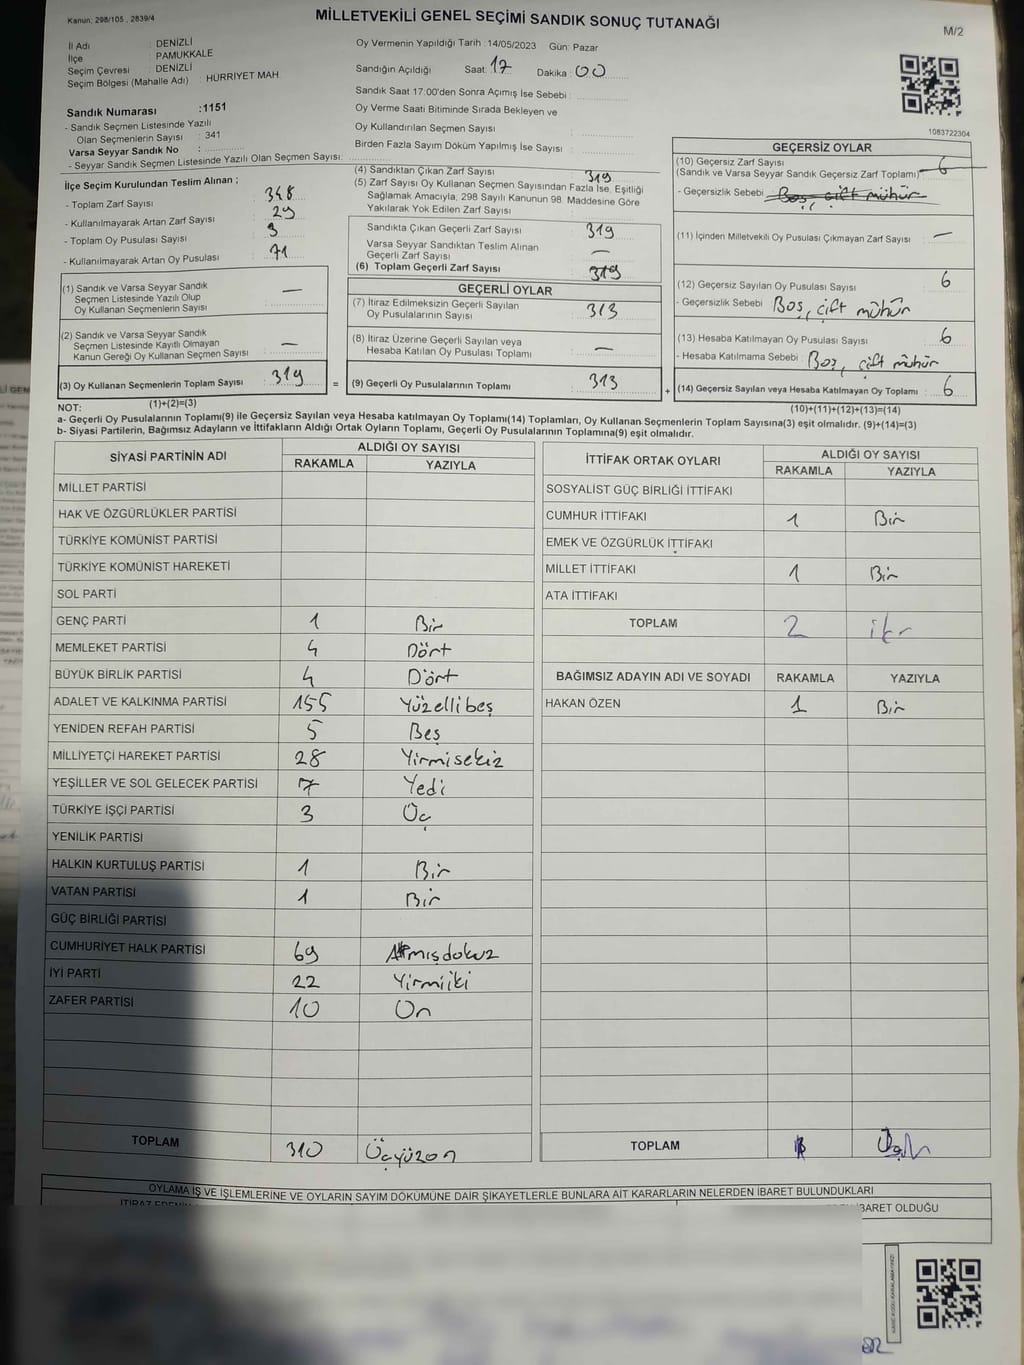 Kanun: 298/105 , 2839/4
MİLLETVEKİLİ GENEL SEÇİMİ SANDIK SONUÇ TUTANAĞI
M/2
İl Adı : DENİZLİ
İlçe : PAMUKKALE
Seçim Çevresi : DENİZLİ
Seçim Bölgesi (Mahalle Adı) : HÜRRİYET MAH.
Oy Vermenin Yapıldığı Tarih :14/05/2023 Gün: Pazar
Sandığın Açıldığı Saat: 17 Dakika : 00
Sandık Saat 17.00'den Sonra Açımış İse Sebebi :
Oy Verme Saati Bitiminde Sırada Bekleyen ve
Oy Kullandırılan Seçmen Sayısı :
Birden Fazla Sayım Döküm Yapılmış İse Sayısı :
1083722304
Sandık Numarası :1151
- Sandık Seçmen Listesinde Yazılı
Olan Seçmenlerin Sayısı : 341
Varsa Seyyar Sandık No :
- Seyyar Sandık Seçmen Listesinde Yazılı Olan Seçmen Sayısı:
İlçe Seçim Kurulundan Teslim Alınan ;
- Toplam Zarf Sayısı : 348
- Kullanılmayarak Artan Zarf Sayısı : 29
- Toplam Oy Pusulası Sayısı :
- Kullanılmayarak Artan Oy Pusulası : 71
(1) Sandık ve Varsa Seyyar Sandık
Seçmen Listesinde Yazılı Olup
Oy Kullanan Seçmenlerin Sayısı : —
(2) Sandık ve Varsa Seyyar Sandık
Seçmen Listesinde Kayıtlı Olmayan
Kanun Gereği Oy Kullanan Seçmen Sayısı : —
(3) Oy Kullanan Seçmenlerin Toplam Sayısı : 319
(1)+(2)=(3)
(4) Sandıktan Çıkan Zarf Sayısı : 319
(5) Zarf Sayısı Oy Kullanan Seçmen Sayısından Fazla İse, Eşitliği
Sağlamak Amacıyla, 298 Sayılı Kanunun 98. Maddesine Göre
Yakılarak Yok Edilen Zarf Sayısı :
Sandıkta Çıkan Geçerli Zarf Sayısı : 319
Varsa Seyyar Sandıktan Teslim Alınan
Geçerli Zarf Sayısı : —
(6) Toplam Geçerli Zarf Sayısı : 319
GEÇERLİ OYLAR
(7) İtiraz Edilmeksizin Geçerli Sayılan
Oy Pusulalarının Sayısı : 313
(8) İtiraz Üzerine Geçerli Sayılan veya
Hesaba Katılan Oy Pusulası Toplamı : —
= (9) Geçerli Oy Pusulalarının Toplamı : 313
GEÇERSİZ OYLAR
(10) Geçersiz Zarf Sayısı
(Sandık ve Varsa Seyyar Sandık Geçersiz Zarf Toplamı) : 6
- Geçersizlik Sebebi : Boş, çift mühür
(11) İçinden Milletvekili Oy Pusulası Çıkmayan Zarf Sayısı : —
(12) Geçersiz Sayılan Oy Pusulası Sayısı : 6
- Geçersizlik Sebebi : Boş, çift mühür
(13) Hesaba Katılmayan Oy Pusulası Sayısı : 6
- Hesaba Katılmama Sebebi : Boş, çift mühür
+ (14) Geçersiz Sayılan veya Hesaba Katılmayan Oy Toplamı : 6
(10)+(11)+(12)+(13)=(14)
NOT:
a- Geçerli Oy Pusulalarının Toplamı(9) ile Geçersiz Sayılan veya Hesaba katılmayan Oy Toplamı(14) Toplamları, Oy Kullanan Seçmenlerin Toplam Sayısına(3) eşit olmalıdır. (9)+(14)=(3)
b- Siyasi Partilerin, Bağımsız Adayların ve İttifakların Aldığı Ortak Oyların Toplamı, Geçerli Oy Pusulalarının Toplamına(9) eşit olmalıdır.
SİYASİ PARTİNİN ADI ALDIĞI OY SAYISI
RAKAMLA YAZIYLA
MİLLET PARTİSİ
HAK VE ÖZGÜRLÜKLER PARTİSİ
TÜRKİYE KOMÜNİST PARTİSİ
TÜRKİYE KOMÜNİST HAREKETİ
SOL PARTİ
GENÇ PARTİ 1 Bir
MEMLEKET PARTİSİ 4 Dört
BÜYÜK BİRLİK PARTİSİ 4 Dört
ADALET VE KALKINMA PARTİSİ 155 Yüzellibeş
YENİDEN REFAH PARTİSİ 5 Beş
MİLLİYETÇİ HAREKET PARTİSİ 28 Yirmisekiz
YEŞİLLER VE SOL GELECEK PARTİSİ 7 Yedi
TÜRKİYE İŞÇİ PARTİSİ 3 Üç
YENİLİK PARTİSİ
HALKIN KURTULUŞ PARTİSİ 1 Bir
VATAN PARTİSİ 1 Bir
GÜÇ BİRLİĞİ PARTİSİ
CUMHURİYET HALK PARTİSİ 69 Altmışdokuz
İYİ PARTİ 22 Yirmiiki
ZAFER PARTİSİ 10 On
TOPLAM 310 Üçyüzon
İTTİFAK ORTAK OYLARI ALDIĞI OY SAYISI
RAKAMLA YAZIYLA
SOSYALİST GÜÇ BİRLİĞİ İTTİFAKI
CUMHUR İTTİFAKI 1 Bir
EMEK VE ÖZGÜRLÜK İTTİFAKI
MİLLET İTTİFAKI 1 Bir
ATA İTTİFAKI
TOPLAM 2 iki
BAĞIMSIZ ADAYIN ADI VE SOYADI RAKAMLA YAZIYLA
HAKAN ÖZEN 1 Bir
TOPLAM
OYLAMA İŞ VE İŞLEMLERİNE VE OYLARIN SAYIM DÖKÜMÜNE DAİR ŞİKAYETLERLE BUNLARA AİT KARARLARIN NELERDEN İBARET BULUNDUKLARI
İBARET OLDUĞU